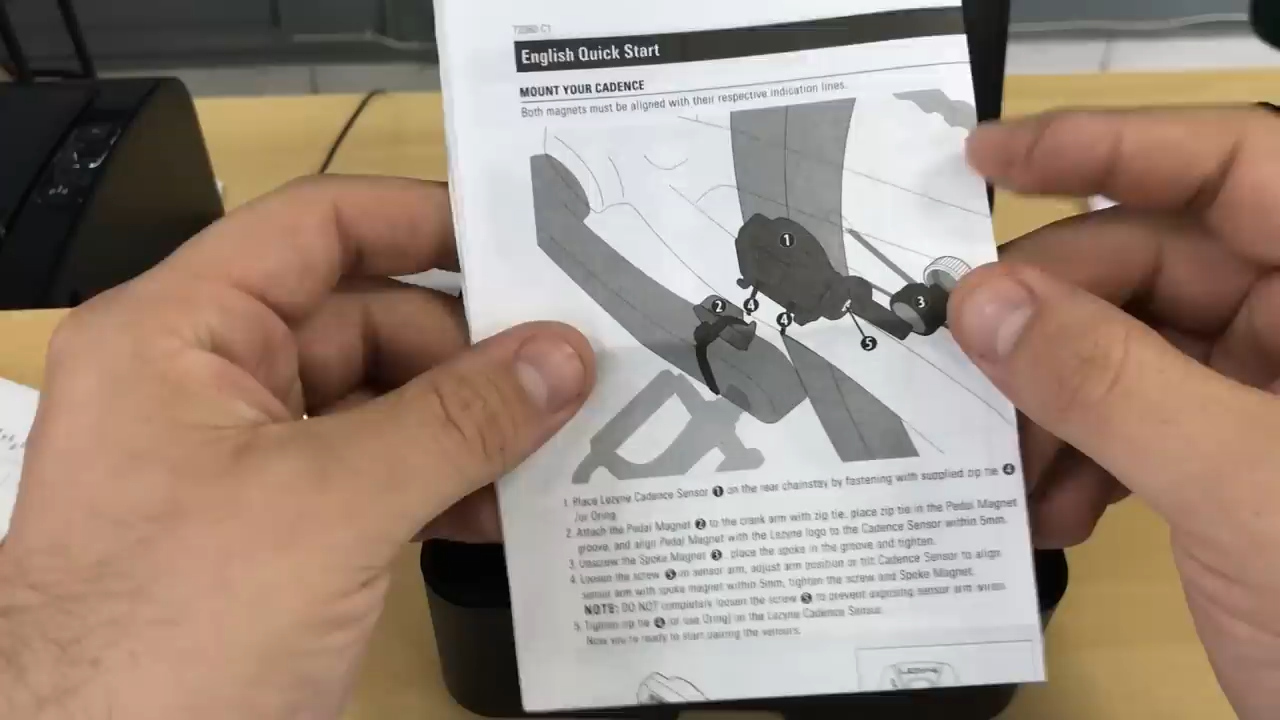 English Quick Start
MOUNT YOUR CADENCE
Both magnets must be aligned with their respective indication lines.
1
2
4
4
3
5
1. Place Lezyne Cadence Sensor 1 on the rear chainstay by fastening with supplied zip tie 4
/or Oring.
2. Attach the Pedal Magnet 2 to the crank arm with zip tie, place zip tie in the Pedal Magnet
groove, and align Pedal Magnet with the Lezyne logo to the Cadence Sensor within 5mm.
3. Unscrew the Spoke Magnet 3, place the spoke in the groove and tighten.
4. Loosen the screw 5 in sensor arm, adjust arm position or tilt Cadence Sensor to align
sensor arm with spoke magnet within 5mm, tighten the screw and Spoke Magnet.
NOTE: DO NOT completely loosen the screw 5 to prevent exposing sensor arm wires.
5. Tighten zip tie 4 (or use Oring) on the Lezyne Cadence Sensor.
Now you're ready to start pairing the sensors.
LEZYNE